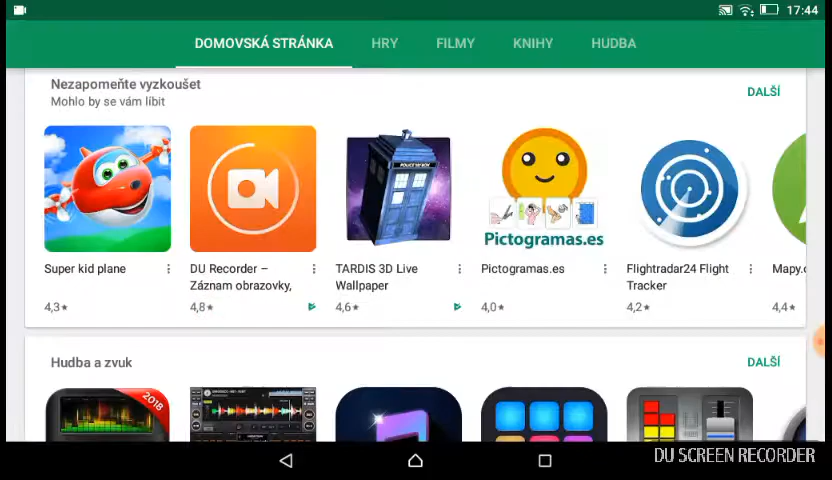 17:44
DOMOVSKÁ STRÁNKA HRY FILMY KNIHY HUDBA
Nezapomeňte vyzkoušet
Mohlo by se vám líbit
DALŠÍ
POLICE BOX
Pictogramas.es
Super kid plane
DU Recorder –
Záznam obrazovky,
TARDIS 3D Live
Wallpaper
Pictogramas.es
Flightradar24 Flight
Tracker
Mapy.c
4,3★
4,8★
4,6★
4,0★
4,2★
4,4★
Hudba a zvuk
DALŠÍ
2018
DU SCREEN RECORDER